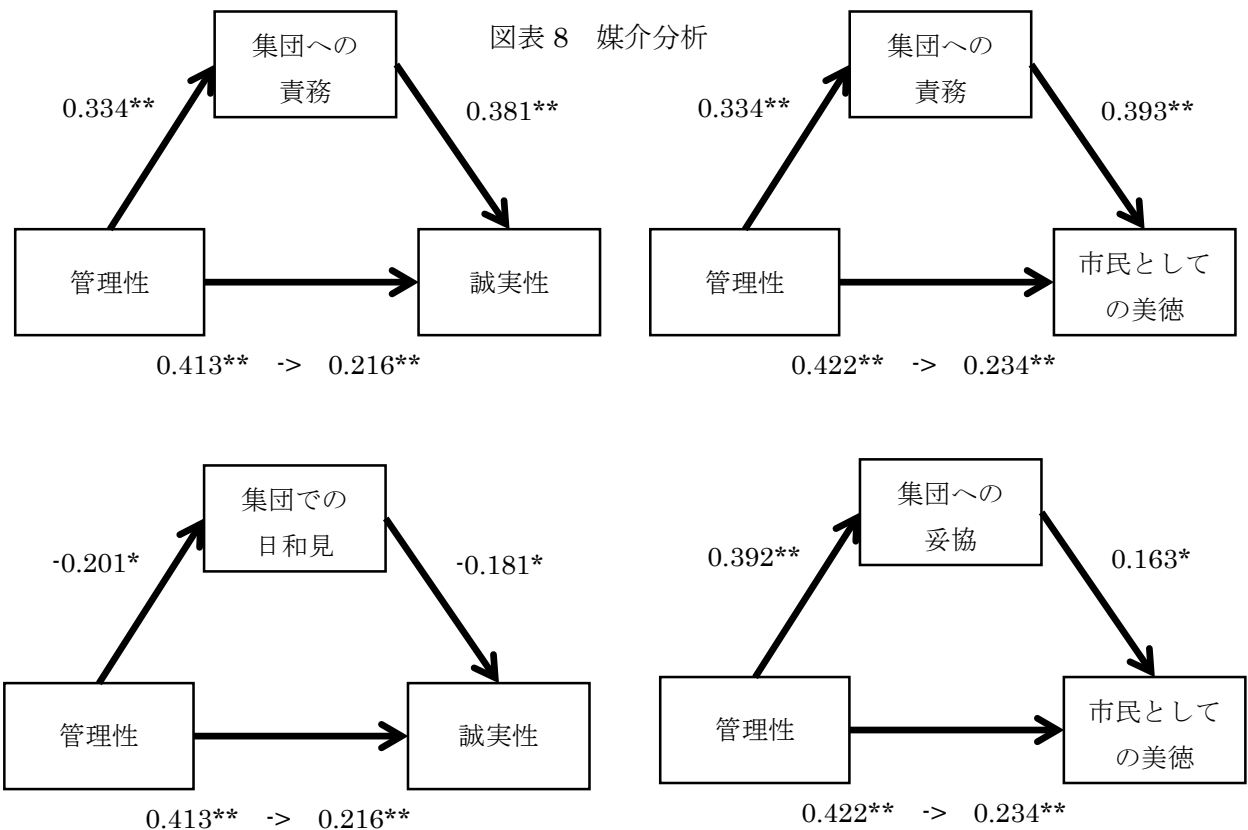 図表 8　媒介分析
集団への
責務
0.334**
0.381**
管理性
誠実性
0.413** -> 0.216**
集団への
責務
0.334**
0.393**
管理性
市民として
の美徳
0.422** -> 0.234**
集団での
日和見
-0.201*
-0.181*
管理性
誠実性
0.413** -> 0.216**
集団への
妥協
0.392**
0.163*
管理性
市民として
の美徳
0.422** -> 0.234**